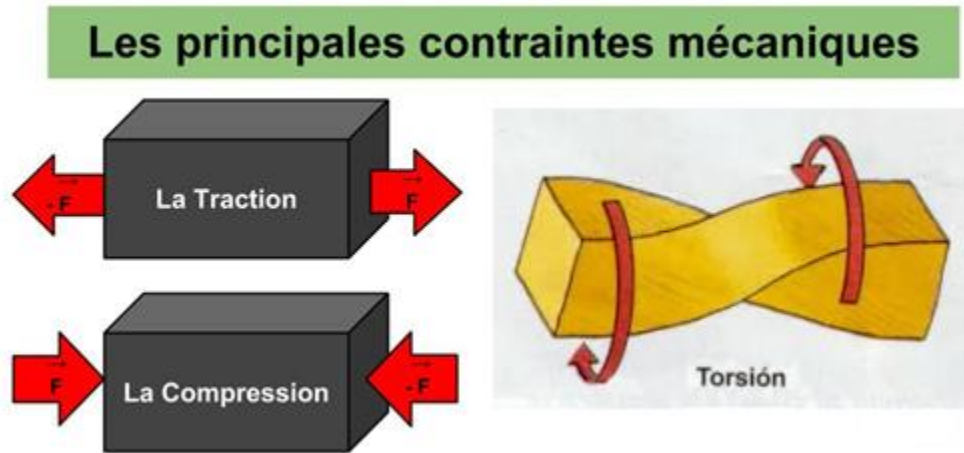 Les principales contraintes mécaniques
- F
La Traction
F
F
La Compression
- F
Torsión